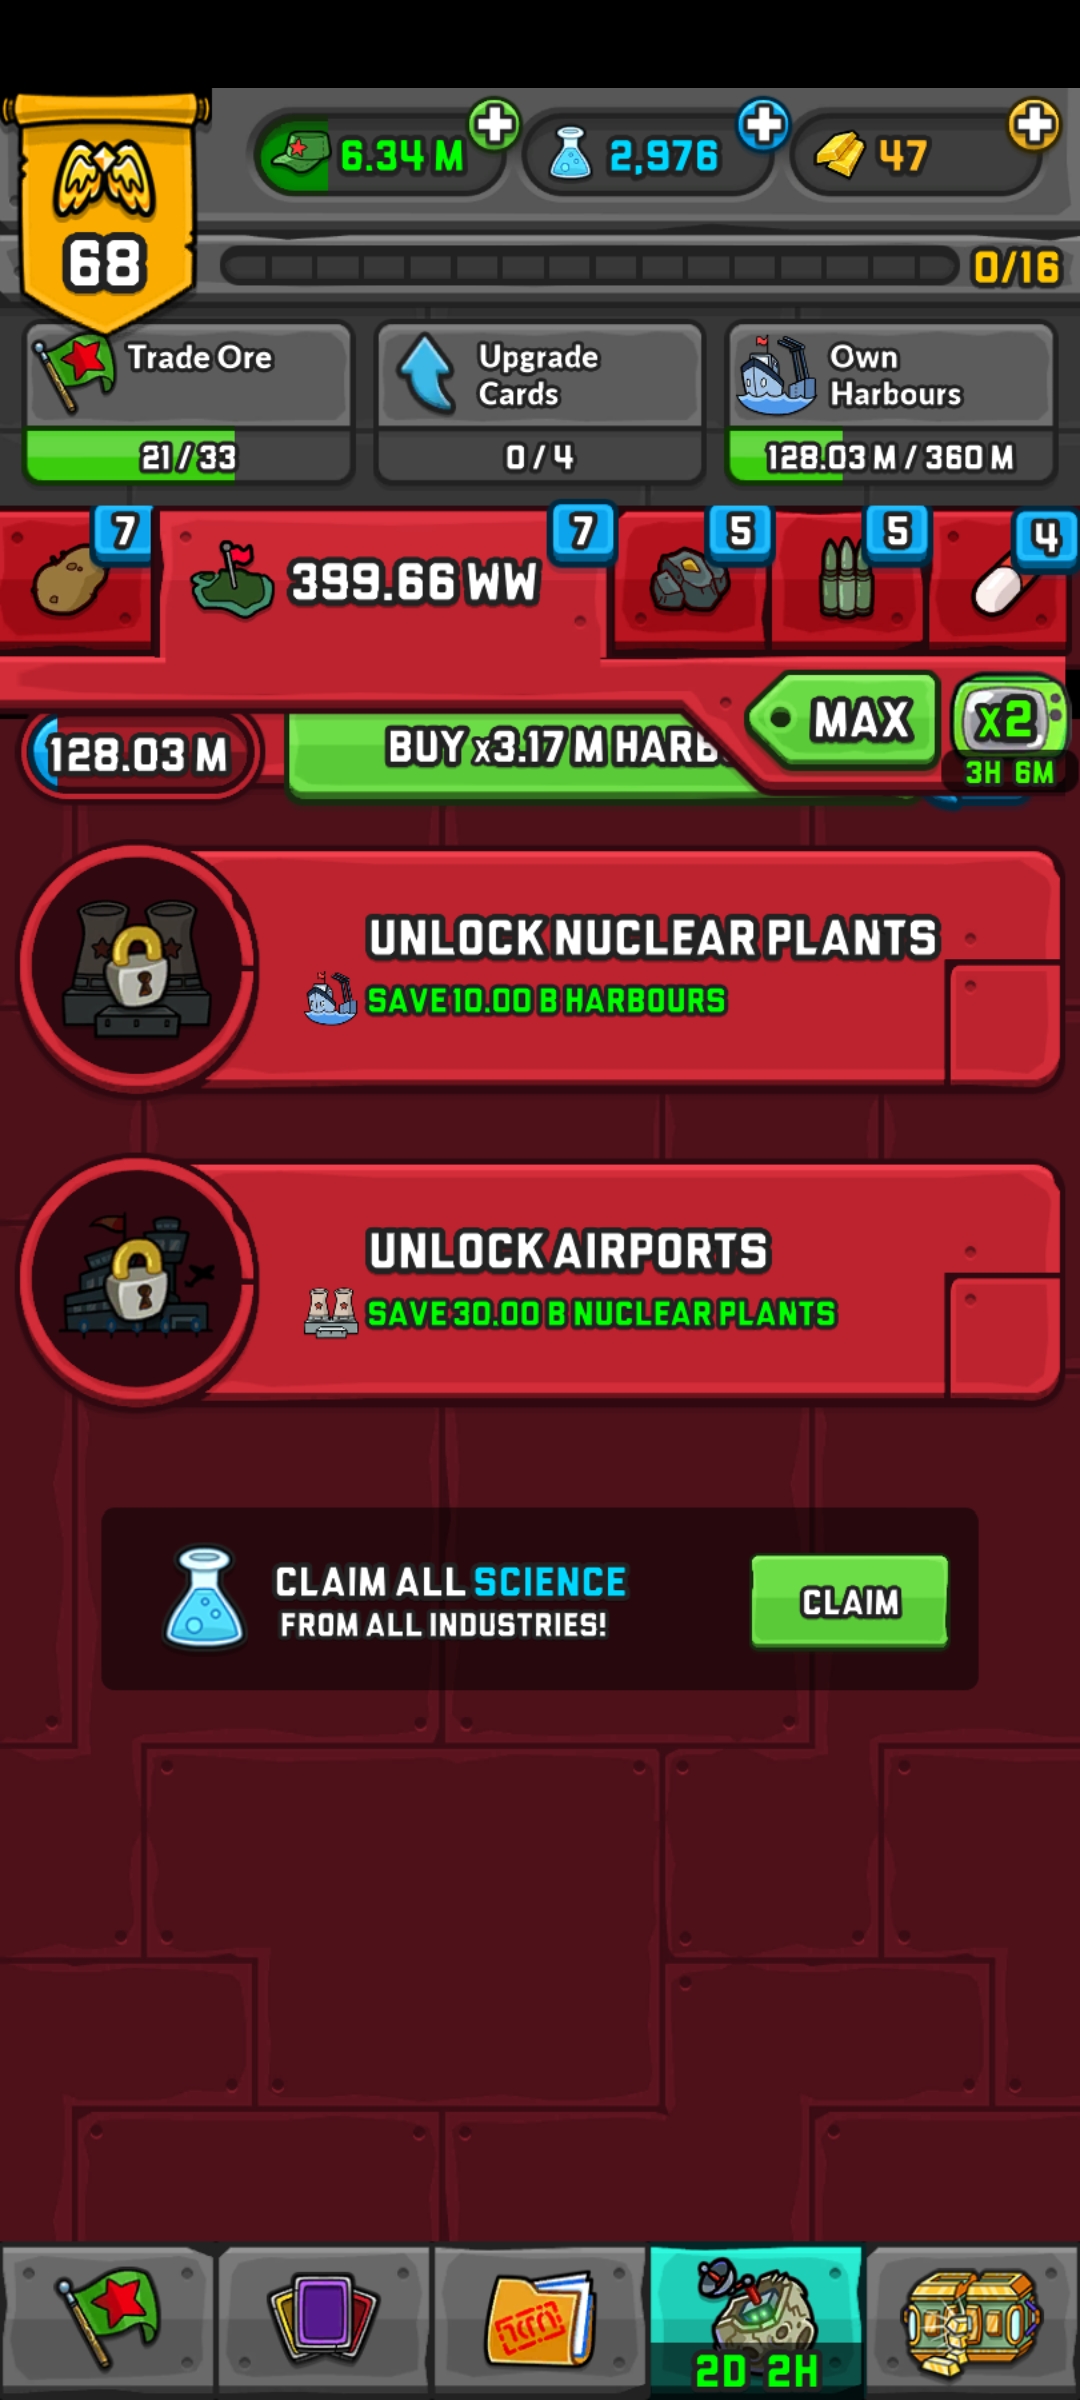 6.34 M
2,976
47
68
0/16
Trade Ore
21 / 33
Upgrade
Cards
0 / 4
Own
Harbours
128.03 M / 360 M
7
399.66 WW
7
5
5
4
MAX
x2
3H 6M
128.03 M
BUY x3.17 M
UNLOCK NUCLEAR PLANTS
SAVE 10.00 B HARBOURS
UNLOCK AIRPORTS
SAVE 30.00 B NUCLEAR PLANTS
CLAIM ALL SCIENCE
FROM ALL INDUSTRIES!
CLAIM
2D 2H